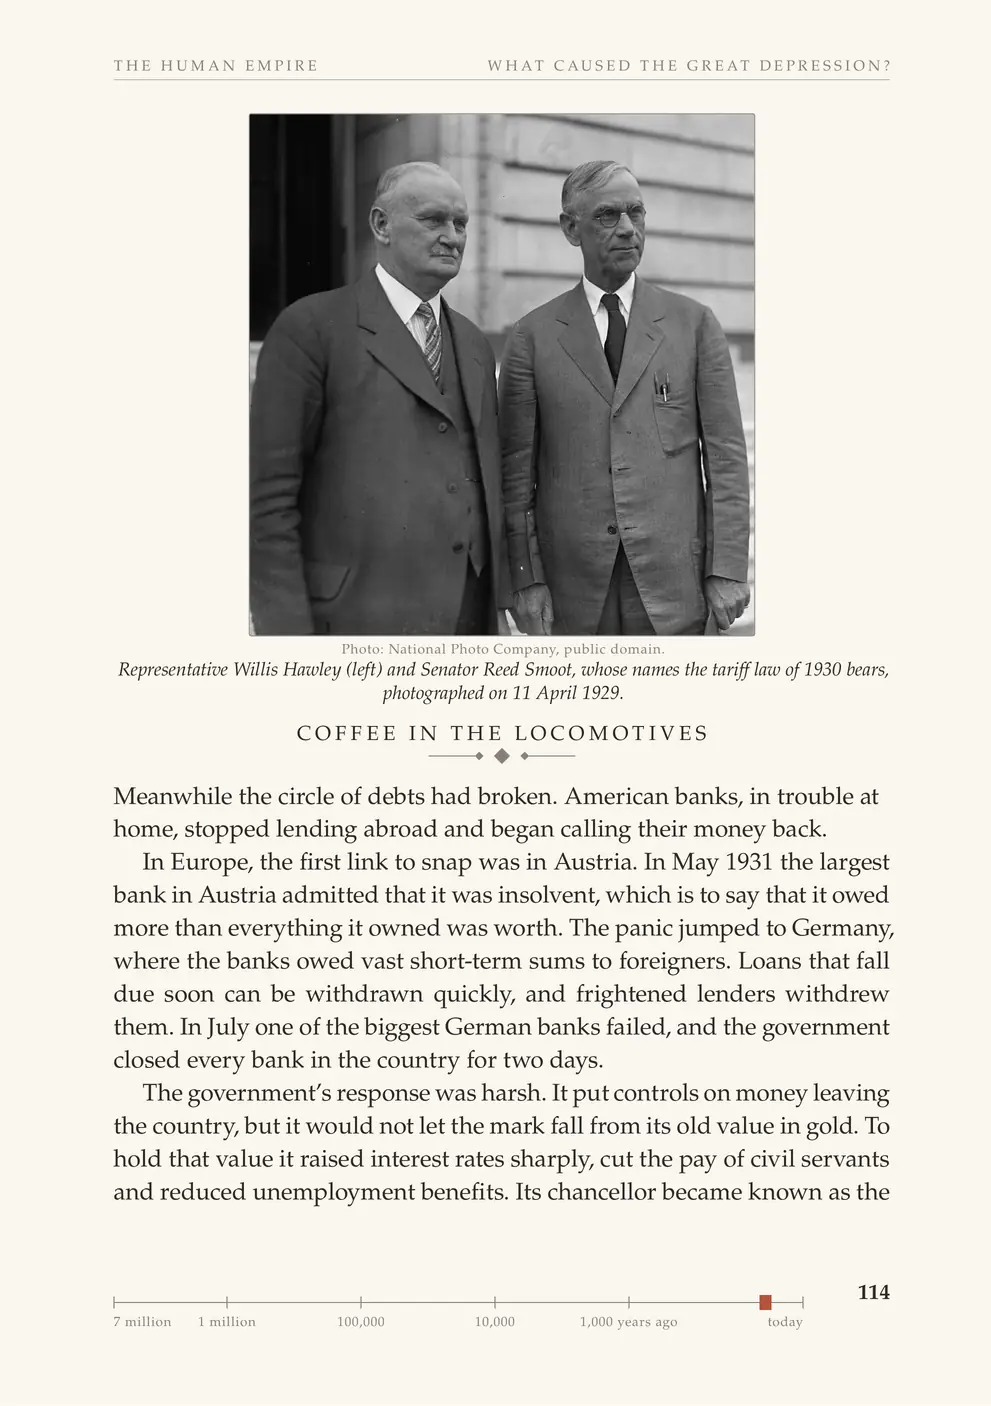 THE HUMAN EMPIRE
WHAT CAUSED THE GREAT DEPRESSION?
Photo: National Photo Company, public domain.
Representative Willis Hawley (left) and Senator Reed Smoot, whose names the tariff law of 1930 bears,
photographed on 11 April 1929.
COFFEE IN THE LOCOMOTIVES
Meanwhile the circle of debts had broken. American banks, in trouble at
home, stopped lending abroad and began calling their money back.
In Europe, the first link to snap was in Austria. In May 1931 the largest
bank in Austria admitted that it was insolvent, which is to say that it owed
more than everything it owned was worth. The panic jumped to Germany,
where the banks owed vast short-term sums to foreigners. Loans that fall
due soon can be withdrawn quickly, and frightened lenders withdrew
them. In July one of the biggest German banks failed, and the government
closed every bank in the country for two days.
The government’s response was harsh. It put controls on money leaving
the country, but it would not let the mark fall from its old value in gold. To
hold that value it raised interest rates sharply, cut the pay of civil servants
and reduced unemployment benefits. Its chancellor became known as the
114
7 million 1 million 100,000 10,000 1,000 years ago today